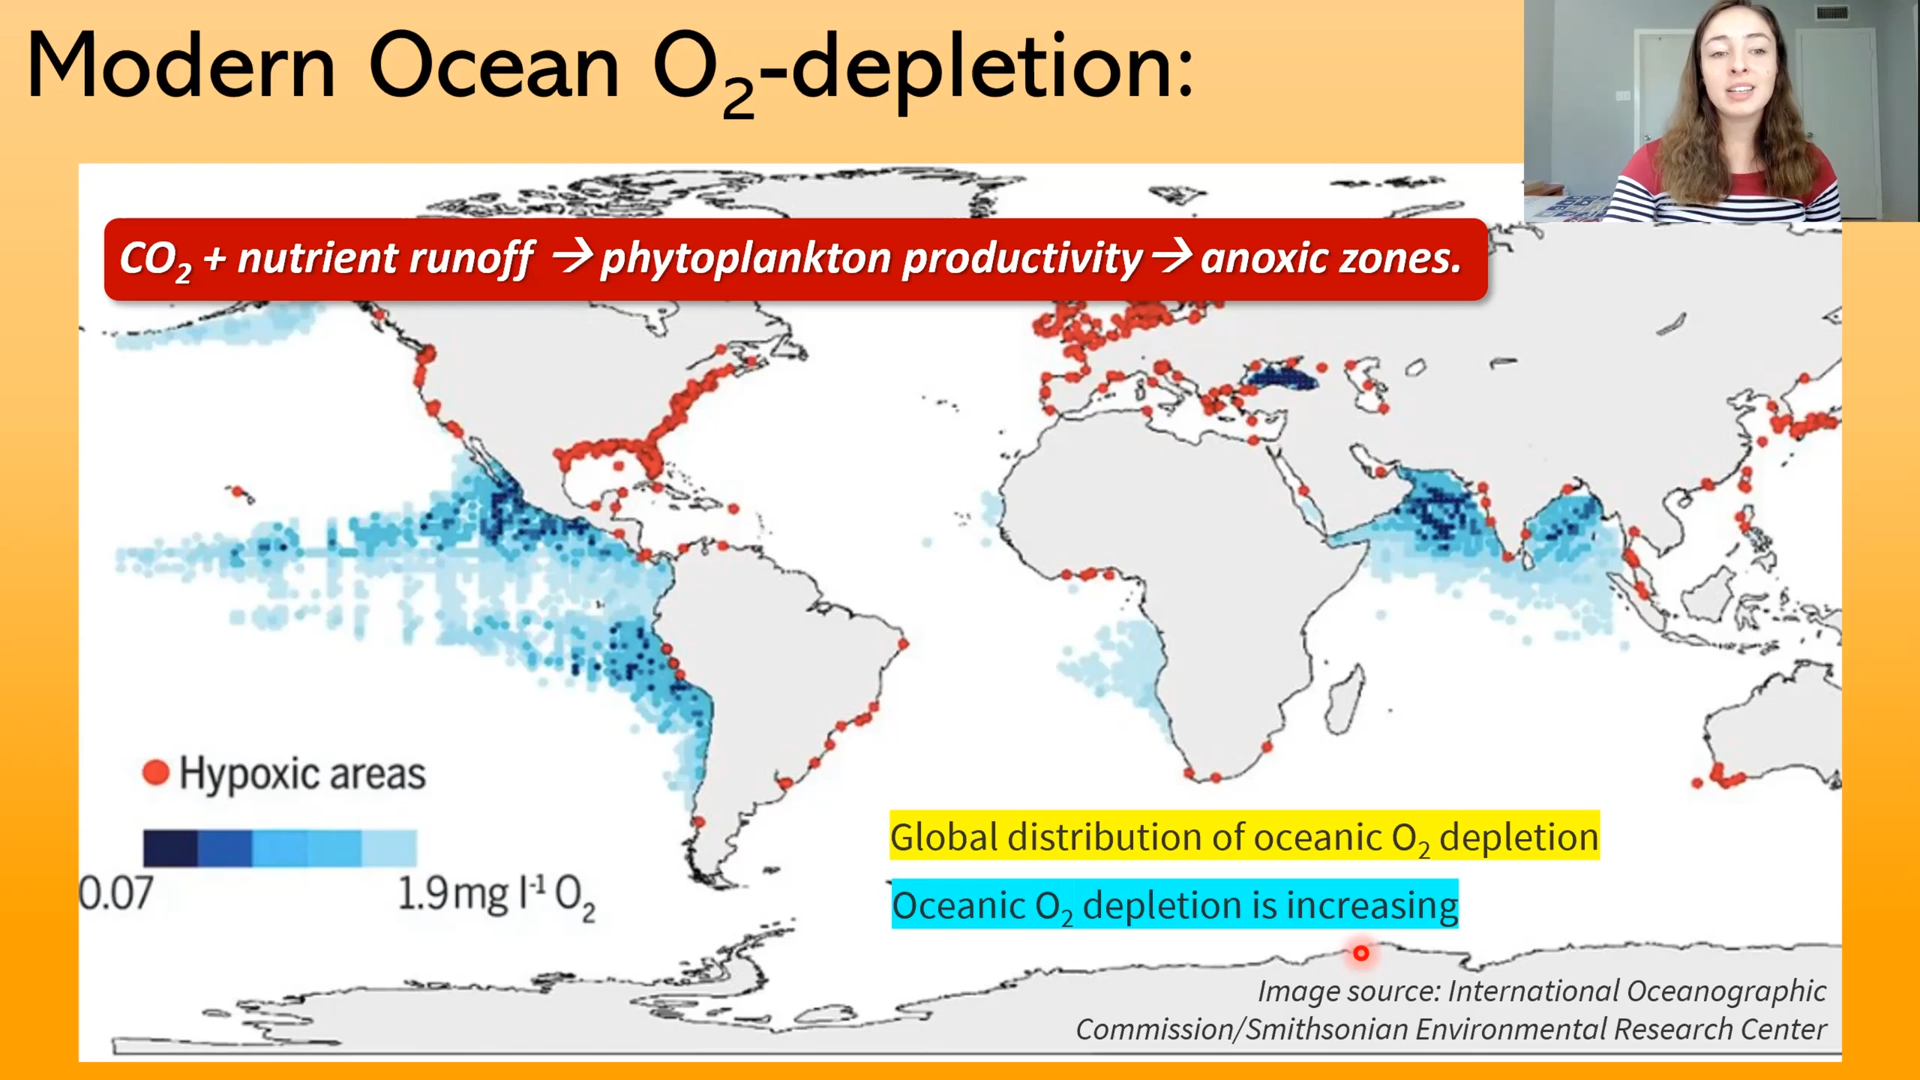 Modern Ocean O₂-depletion:
CO₂ + nutrient runoff → phytoplankton productivity → anoxic zones.
Hypoxic areas
0.07 1.9 mg l⁻¹ O₂
Global distribution of oceanic O₂ depletion
Oceanic O₂ depletion is increasing
Image source: International Oceanographic
Commission/Smithsonian Environmental Research Center